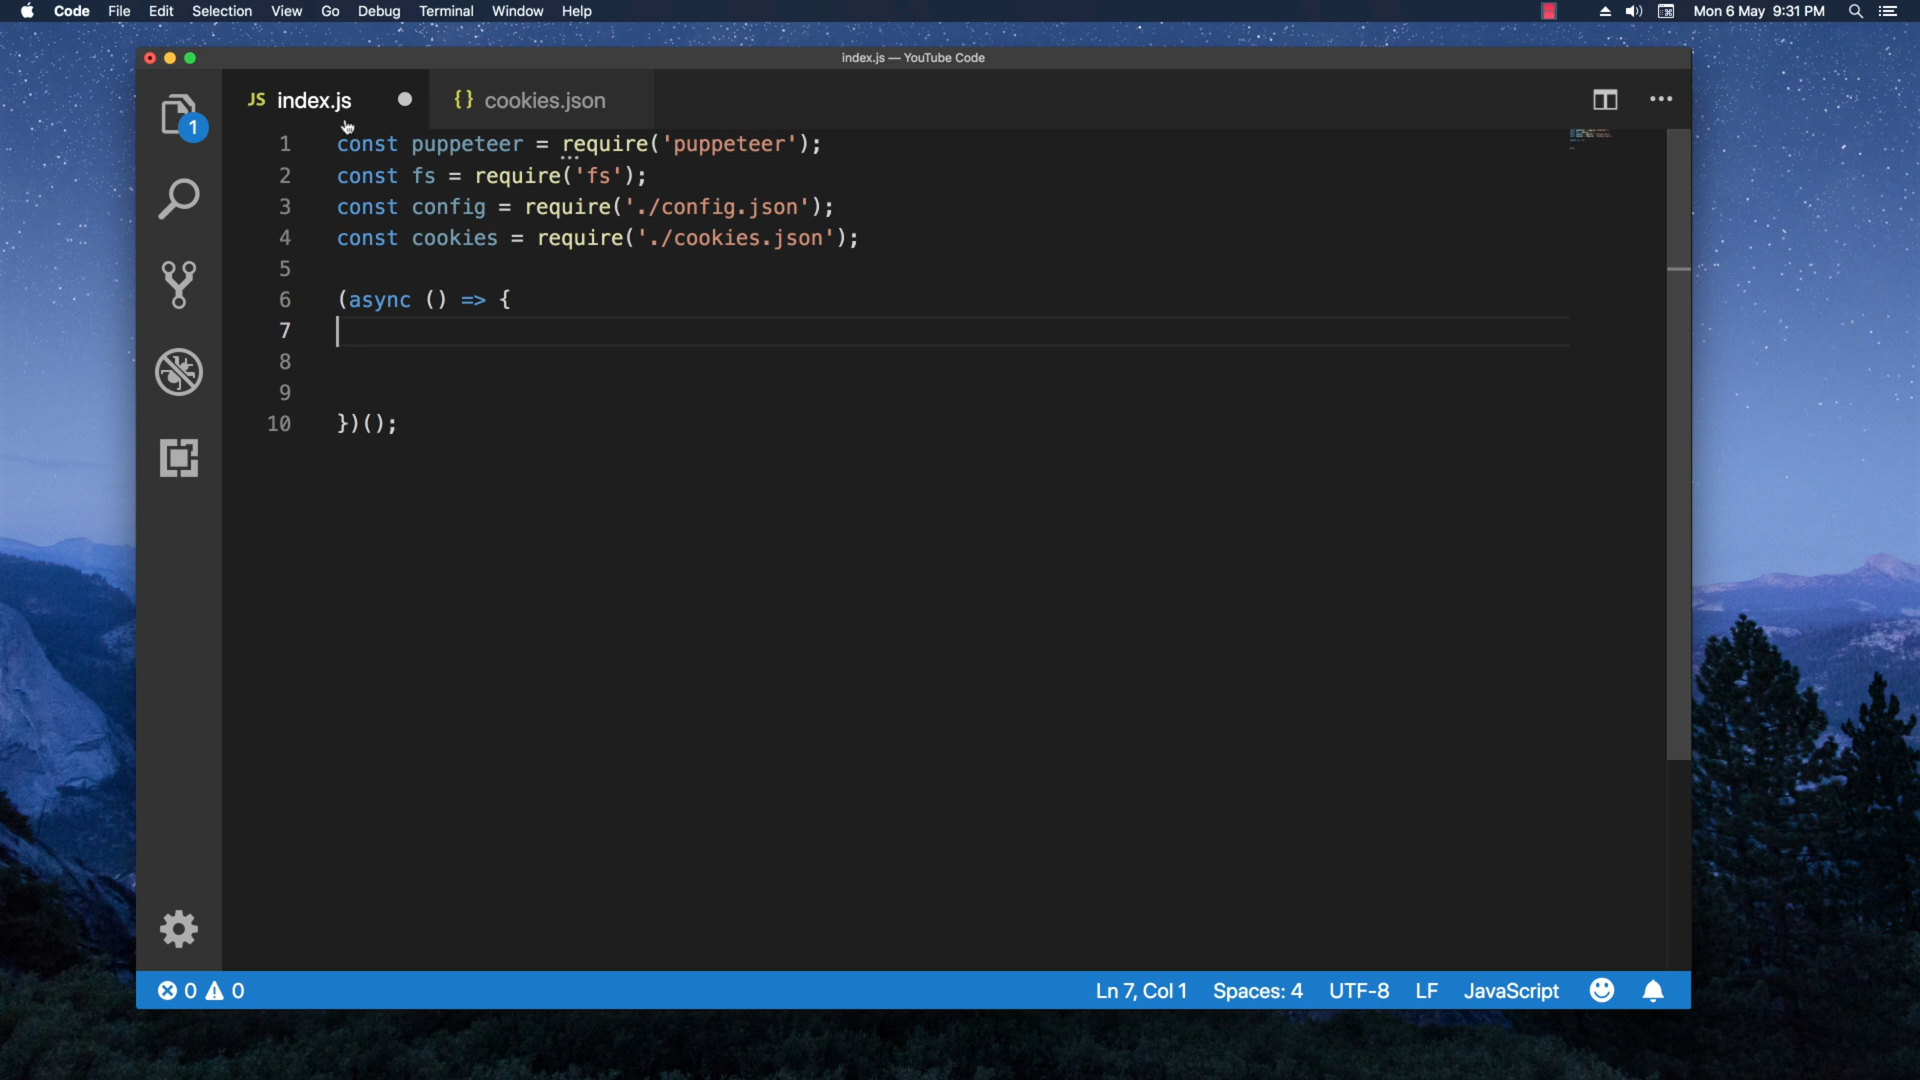 Code File Edit Selection View Go Debug Terminal Window Help Mon 6 May 9:31 PM
index.js — YouTube Code
JS index.js {} cookies.json
1
1 const puppeteer = require('puppeteer');
2 const fs = require('fs');
3 const config = require('./config.json');
4 const cookies = require('./cookies.json');
5
6 (async () => {
7
8
9
10 })();
0 0 Ln 7, Col 1 Spaces: 4 UTF-8 LF JavaScript